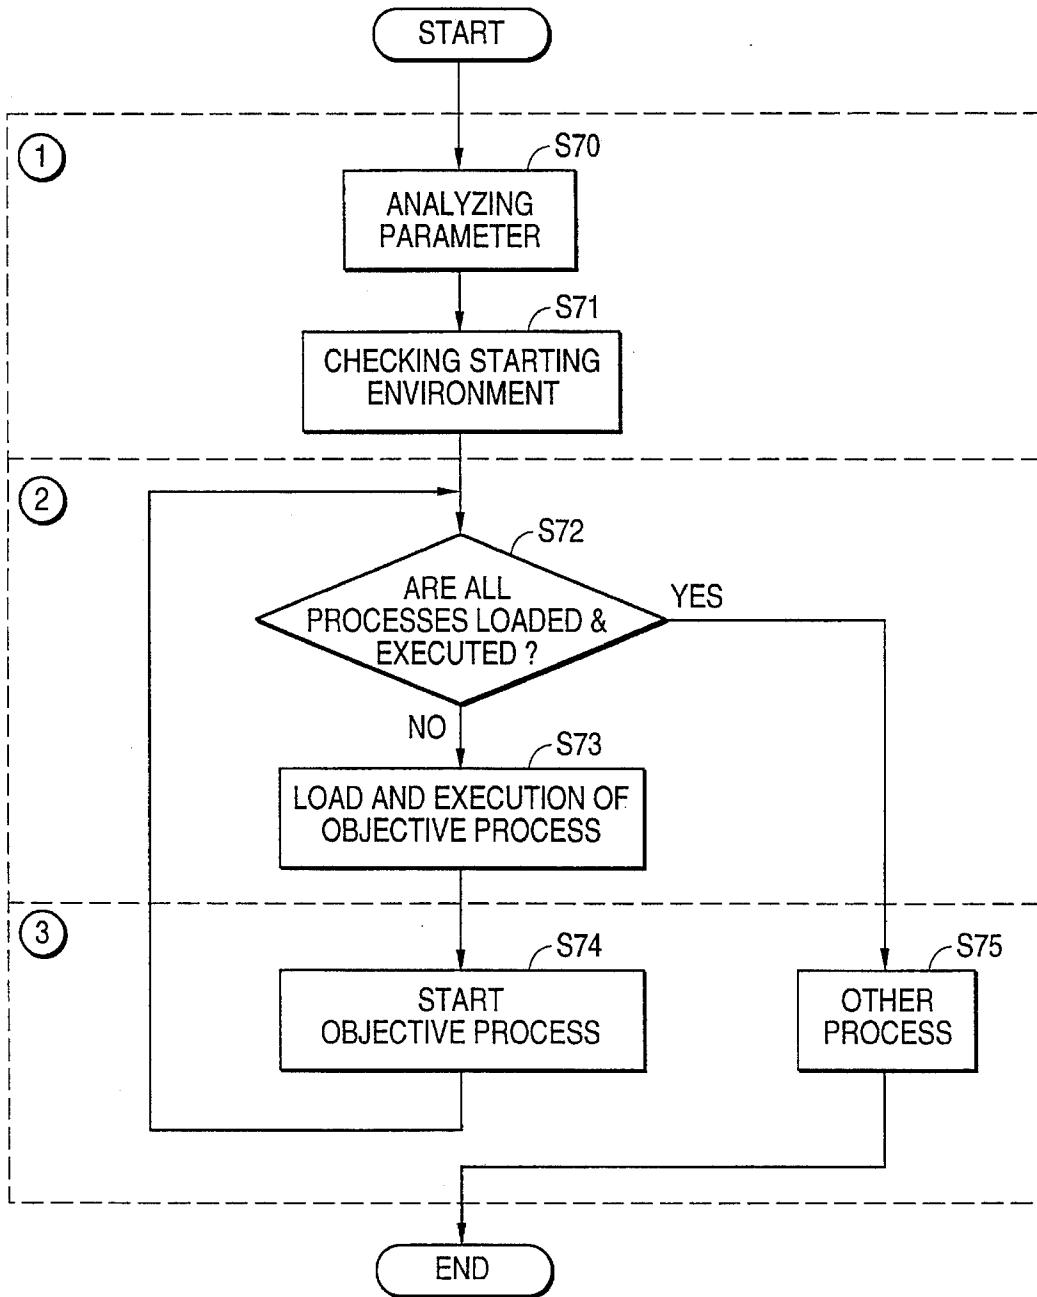 START
1
S70
ANALYZING
PARAMETER
S71
CHECKING STARTING
ENVIRONMENT
2
S72
ARE ALL
PROCESSES LOADED &
EXECUTED ?
YES
NO
S73
LOAD AND EXECUTION OF
OBJECTIVE PROCESS
3
S74
START
OBJECTIVE PROCESS
S75
OTHER
PROCESS
END